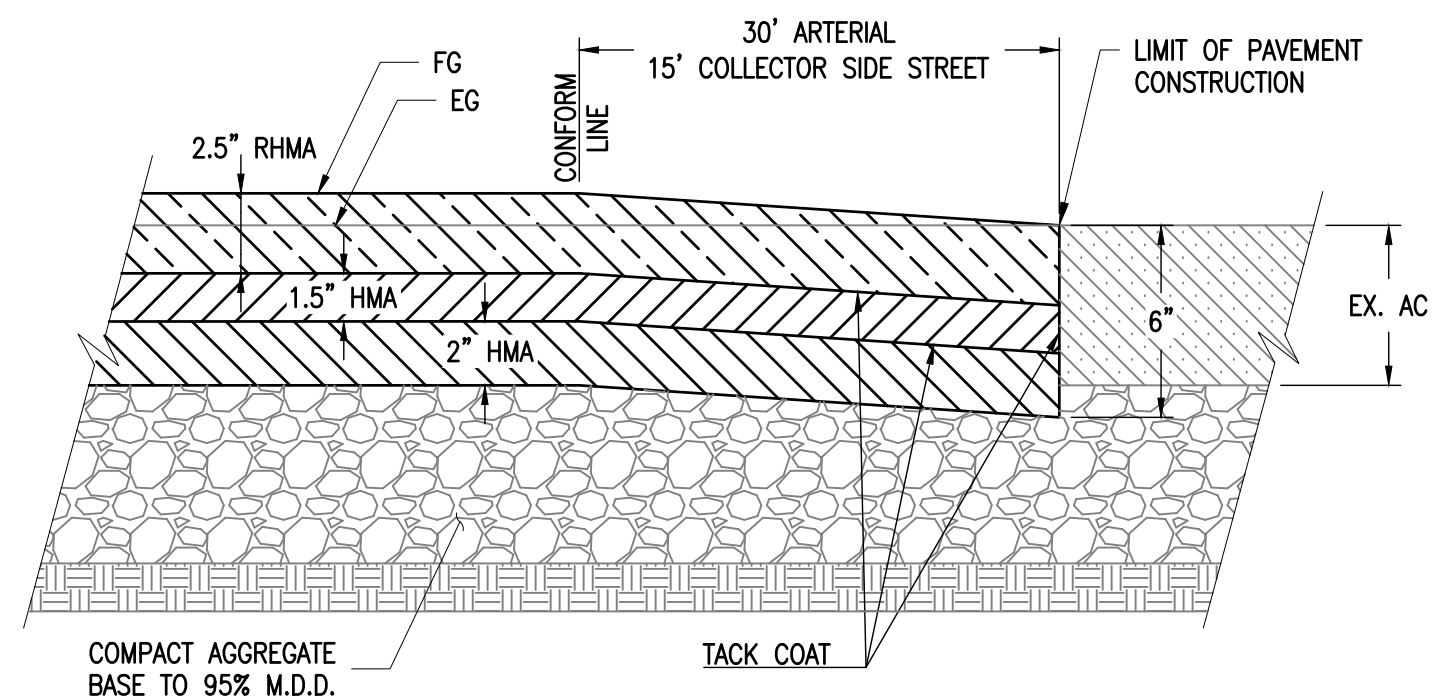 30' ARTERIAL
15' COLLECTOR SIDE STREET
LIMIT OF PAVEMENT
CONSTRUCTION
FG
EG
CONFORM
LINE
2.5" RHMA
1.5" HMA
2" HMA
6"
EX. AC
COMPACT AGGREGATE
BASE TO 95% M.D.D.
TACK COAT